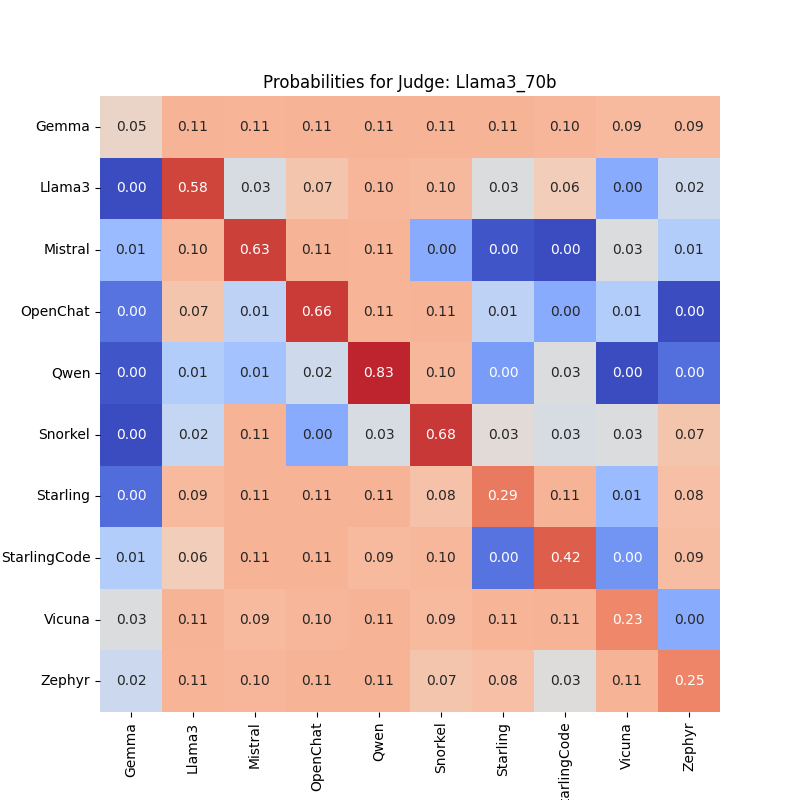 Probabilities for Judge: Llama3_70b
Gemma 0.05 0.11 0.11 0.11 0.11 0.11 0.11 0.10 0.09 0.09
Llama3 0.00 0.58 0.03 0.07 0.10 0.10 0.03 0.06 0.00 0.02
Mistral 0.01 0.10 0.63 0.11 0.11 0.00 0.00 0.00 0.03 0.01
OpenChat 0.00 0.07 0.01 0.66 0.11 0.11 0.01 0.00 0.01 0.00
Qwen 0.00 0.01 0.01 0.02 0.83 0.10 0.00 0.03 0.00 0.00
Snorkel 0.00 0.02 0.11 0.00 0.03 0.68 0.03 0.03 0.03 0.07
Starling 0.00 0.09 0.11 0.11 0.11 0.08 0.29 0.11 0.01 0.08
StarlingCode 0.01 0.06 0.11 0.11 0.09 0.10 0.00 0.42 0.00 0.09
Vicuna 0.03 0.11 0.09 0.10 0.11 0.09 0.11 0.11 0.23 0.00
Zephyr 0.02 0.11 0.10 0.11 0.11 0.07 0.08 0.03 0.11 0.25
Gemma Llama3 Mistral OpenChat Qwen Snorkel Starling arlingCode Vicuna Zephyr